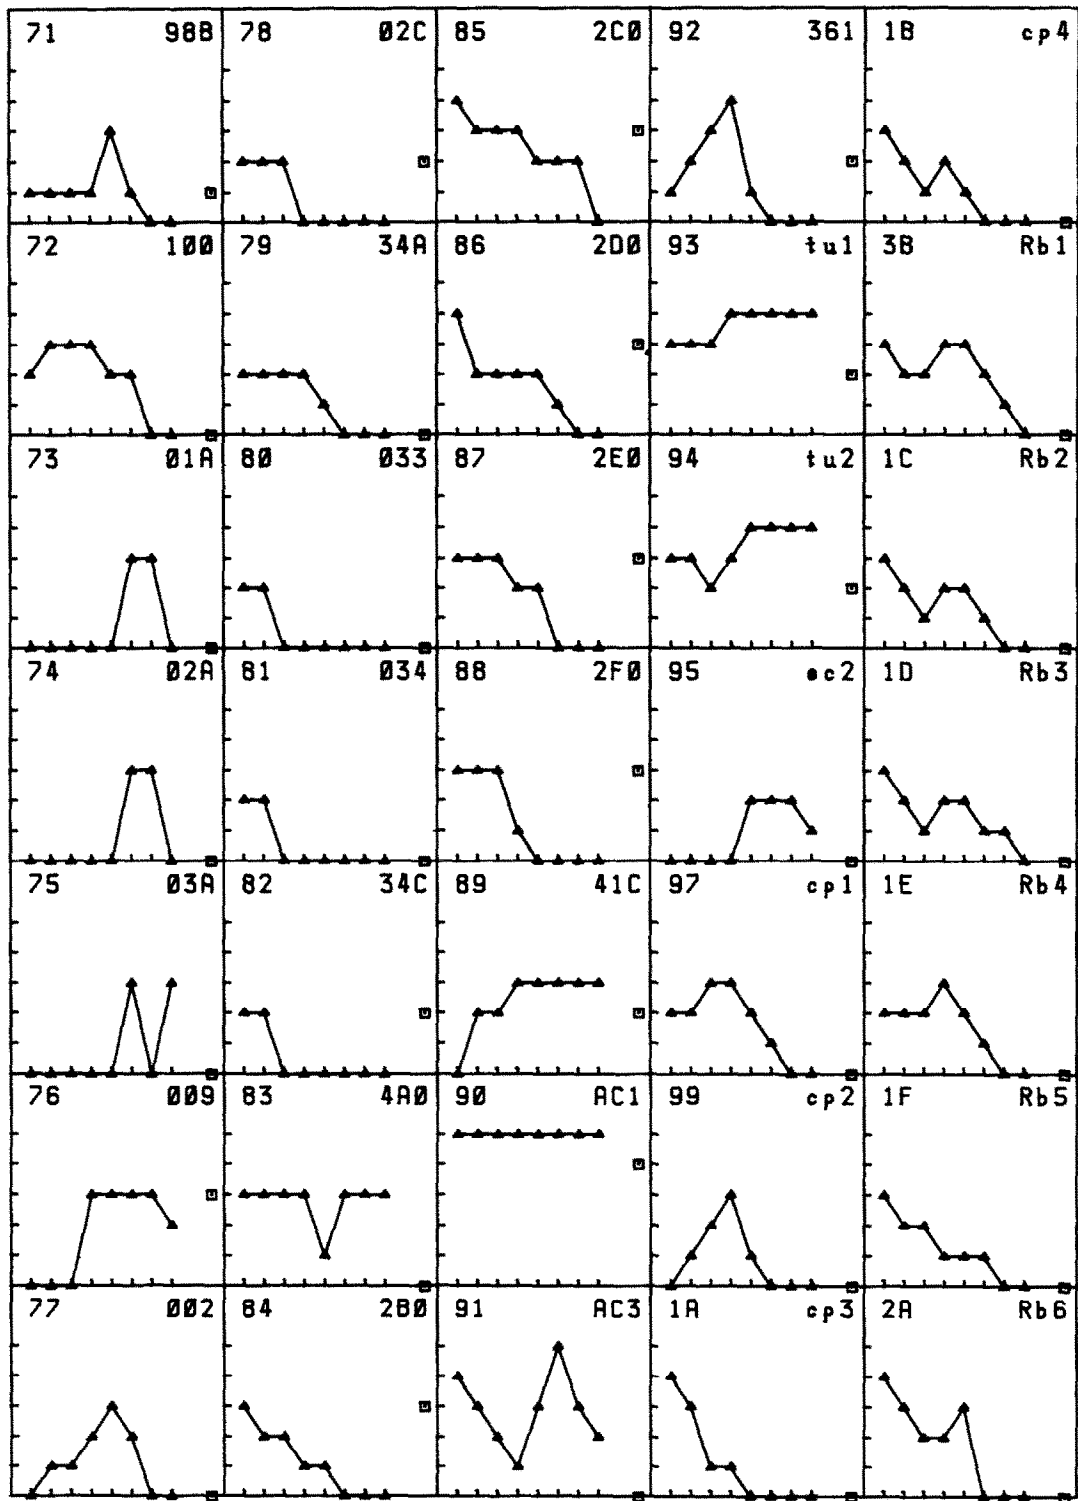 71 98B 78 02C 85 2C0 92 361 1B cp4
72 100 79 34A 86 2D0 93 tu1 3B Rb1
73 01A 80 033 87 2E0 94 tu2 1C Rb2
74 02A 81 034 88 2F0 95 ec2 1D Rb3
75 03A 82 34C 89 41C 97 cp1 1E Rb4
76 009 83 4A0 90 AC1 99 cp2 1F Rb5
77 002 84 2B0 91 AC3 1A cp3 2A Rb6